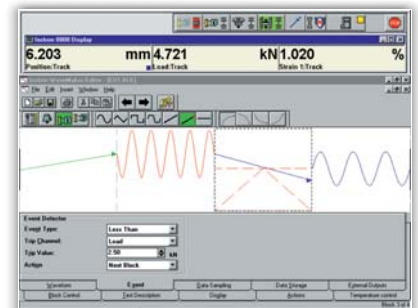 Instron 8800 Display
6.203 mm 4.721 kN 1.020 %
Position:Track Load:Track Strain 1:Track
File Edit Insert Window Help
Event Detector
Event Type: Less Than
Trip Channel: Load
Trip Value: 2.50 kN
Action Next Block
Waveform Event Data Sampling Data Storage External Outputs
Block Control Test Description Display Actions Temperature control